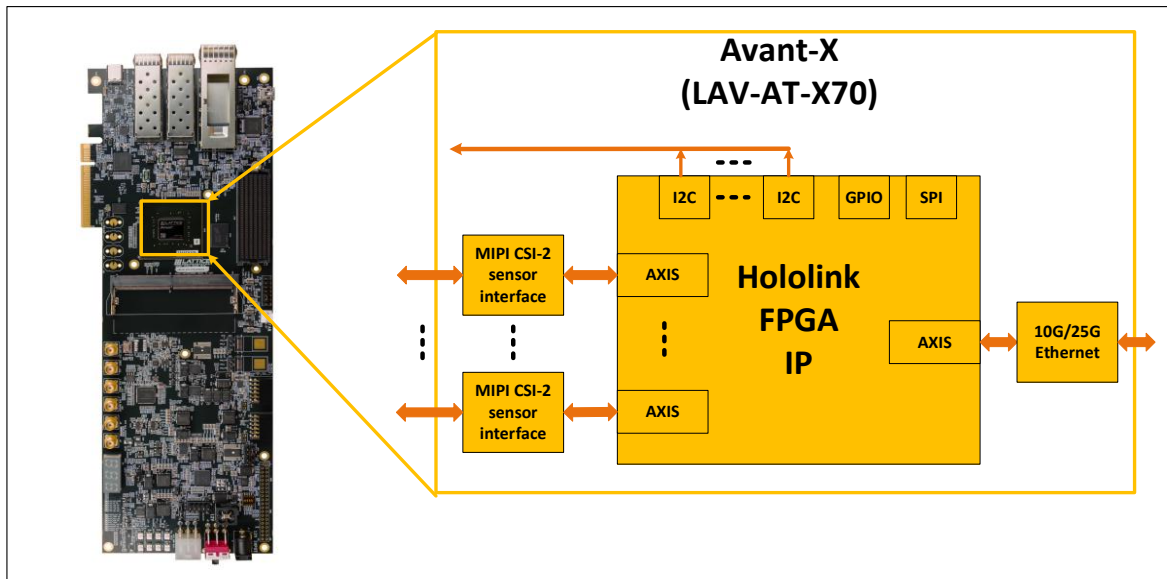 Avant-X
(LAV-AT-X70)
I2C
I2C
GPIO
SPI
MIPI CSI-2
sensor
interface
AXIS
Hololink
FPGA
IP
AXIS
10G/25G
Ethernet
MIPI CSI-2
sensor
interface
AXIS
LATTICE